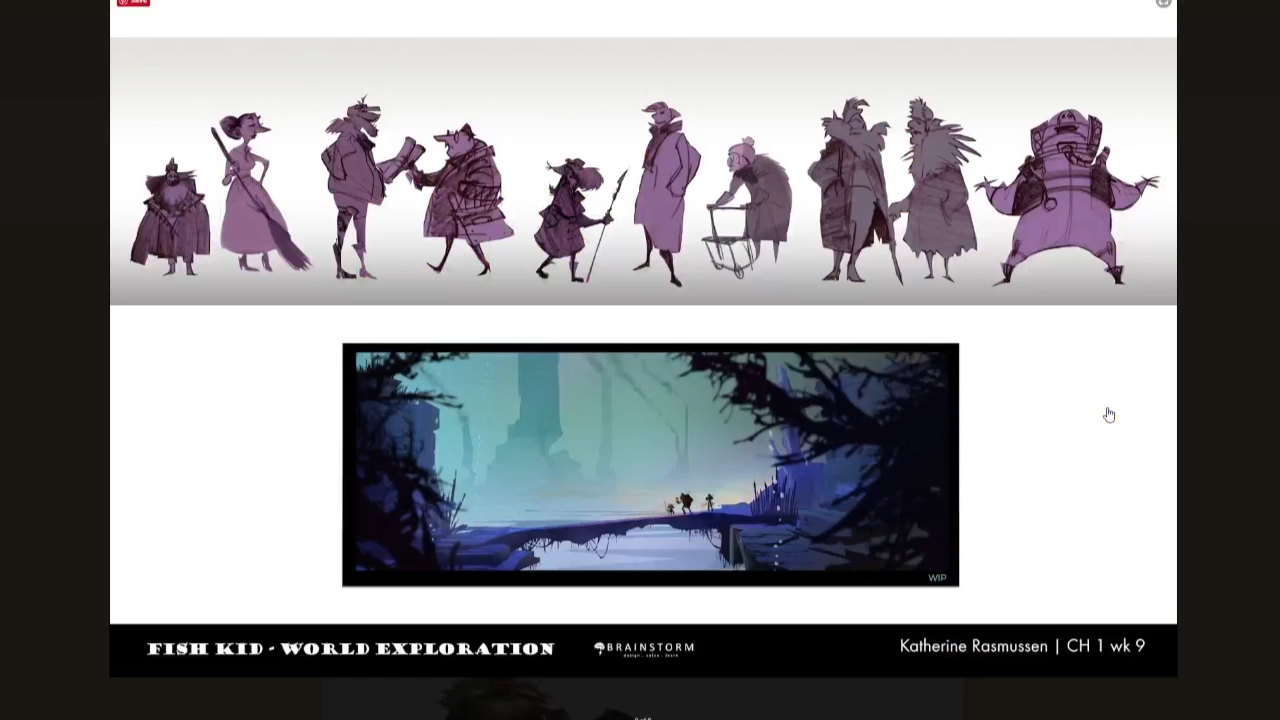 WIP
FISH KID - WORLD EXPLORATION
BRAINSTORM
Katherine Rasmussen | CH 1 wk 9